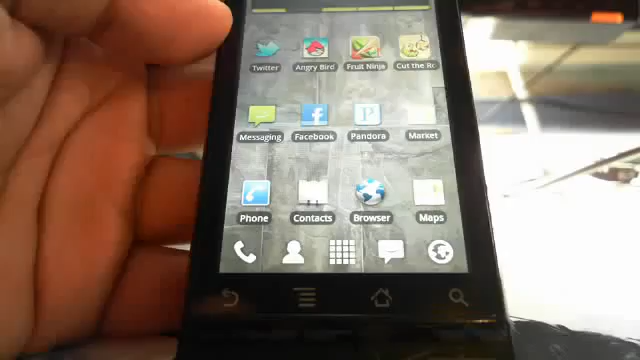 Twitter Angry Bird Fruit Ninja Cut the Ro
Messaging Facebook Pandora Market
Phone Contacts Browser Maps